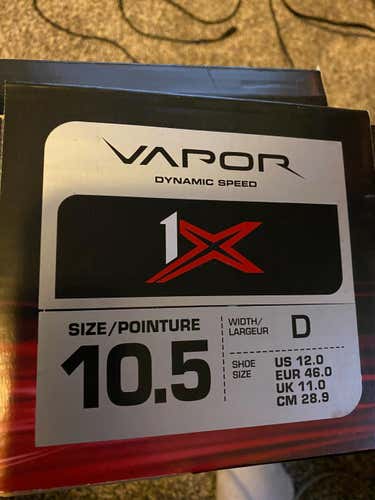 VAPOR
DYNAMIC SPEED
1X
SIZE/POINTURE
10.5
WIDTH/
LARGEUR
D
SHOE
SIZE
US 12.0
EUR 46.0
UK 11.0
CM 28.9